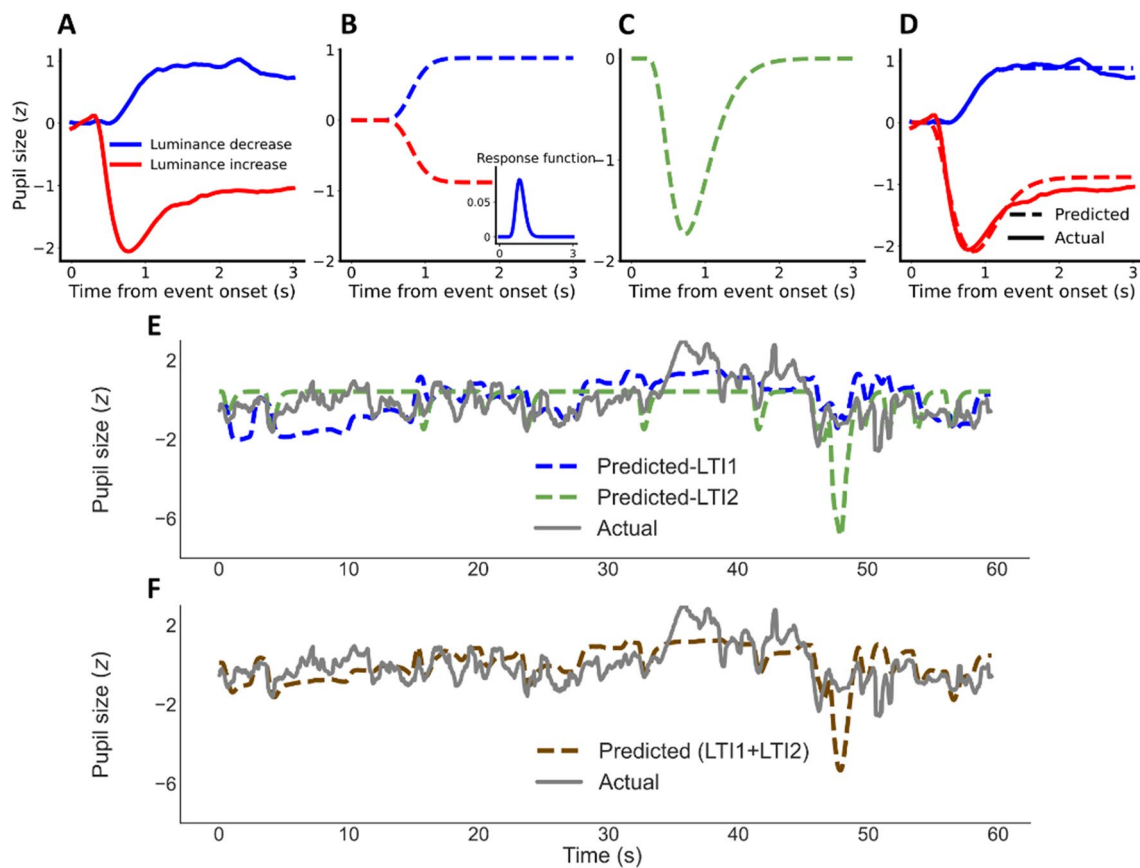 A
B
C
D
Pupil size (z)
1
0
−1
−2
Luminance decrease
Luminance increase
0
1
2
3
Time from event onset (s)
1
0
−1
−2
Response function
0.05
0
0
3
0
1
2
3
Time from event onset (s)
0
−1
−2
0
1
2
3
Time from event onset (s)
1
0
−1
−2
Predicted
Actual
0
1
2
3
Time from event onset (s)
E
Pupil size (z)
2
−2
−6
Predicted-LTI1
Predicted-LTI2
Actual
0
10
20
30
40
50
60
F
Pupil size (z)
2
−2
−6
Predicted (LTI1+LTI2)
Actual
0
10
20
30
40
50
60
Time (s)